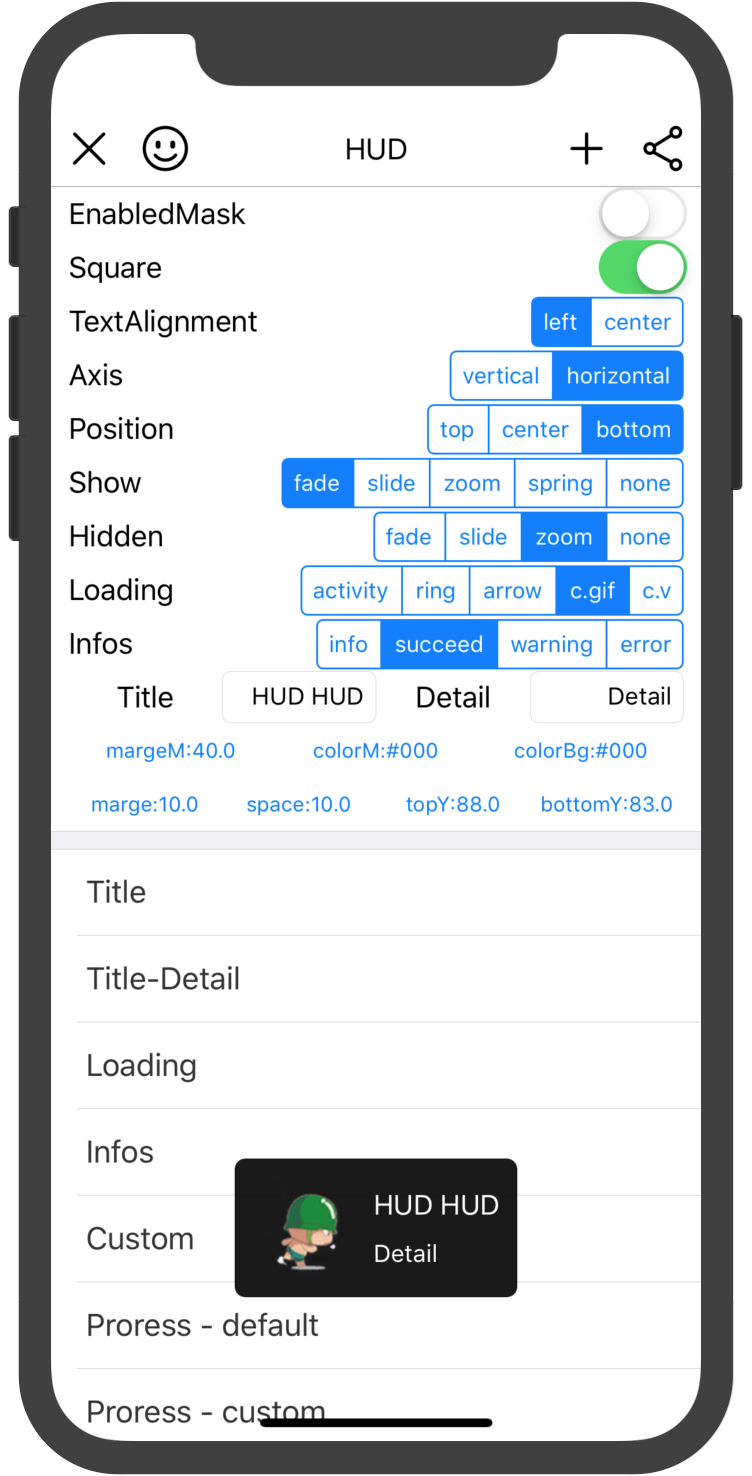 HUD
EnabledMask
Square
TextAlignment left center
Axis vertical horizontal
Position top center bottom
Show fade slide zoom spring none
Hidden fade slide zoom none
Loading activity ring arrow c.gif c.v
Infos info succeed warning error
Title HUD HUD Detail Detail
margeM:40.0 colorM:#000 colorBg:#000
marge:10.0 space:10.0 topY:88.0 bottomY:83.0
Title
Title-Detail
Loading
Infos
HUD HUD
Custom
Detail
Proress - default
Proress - custom